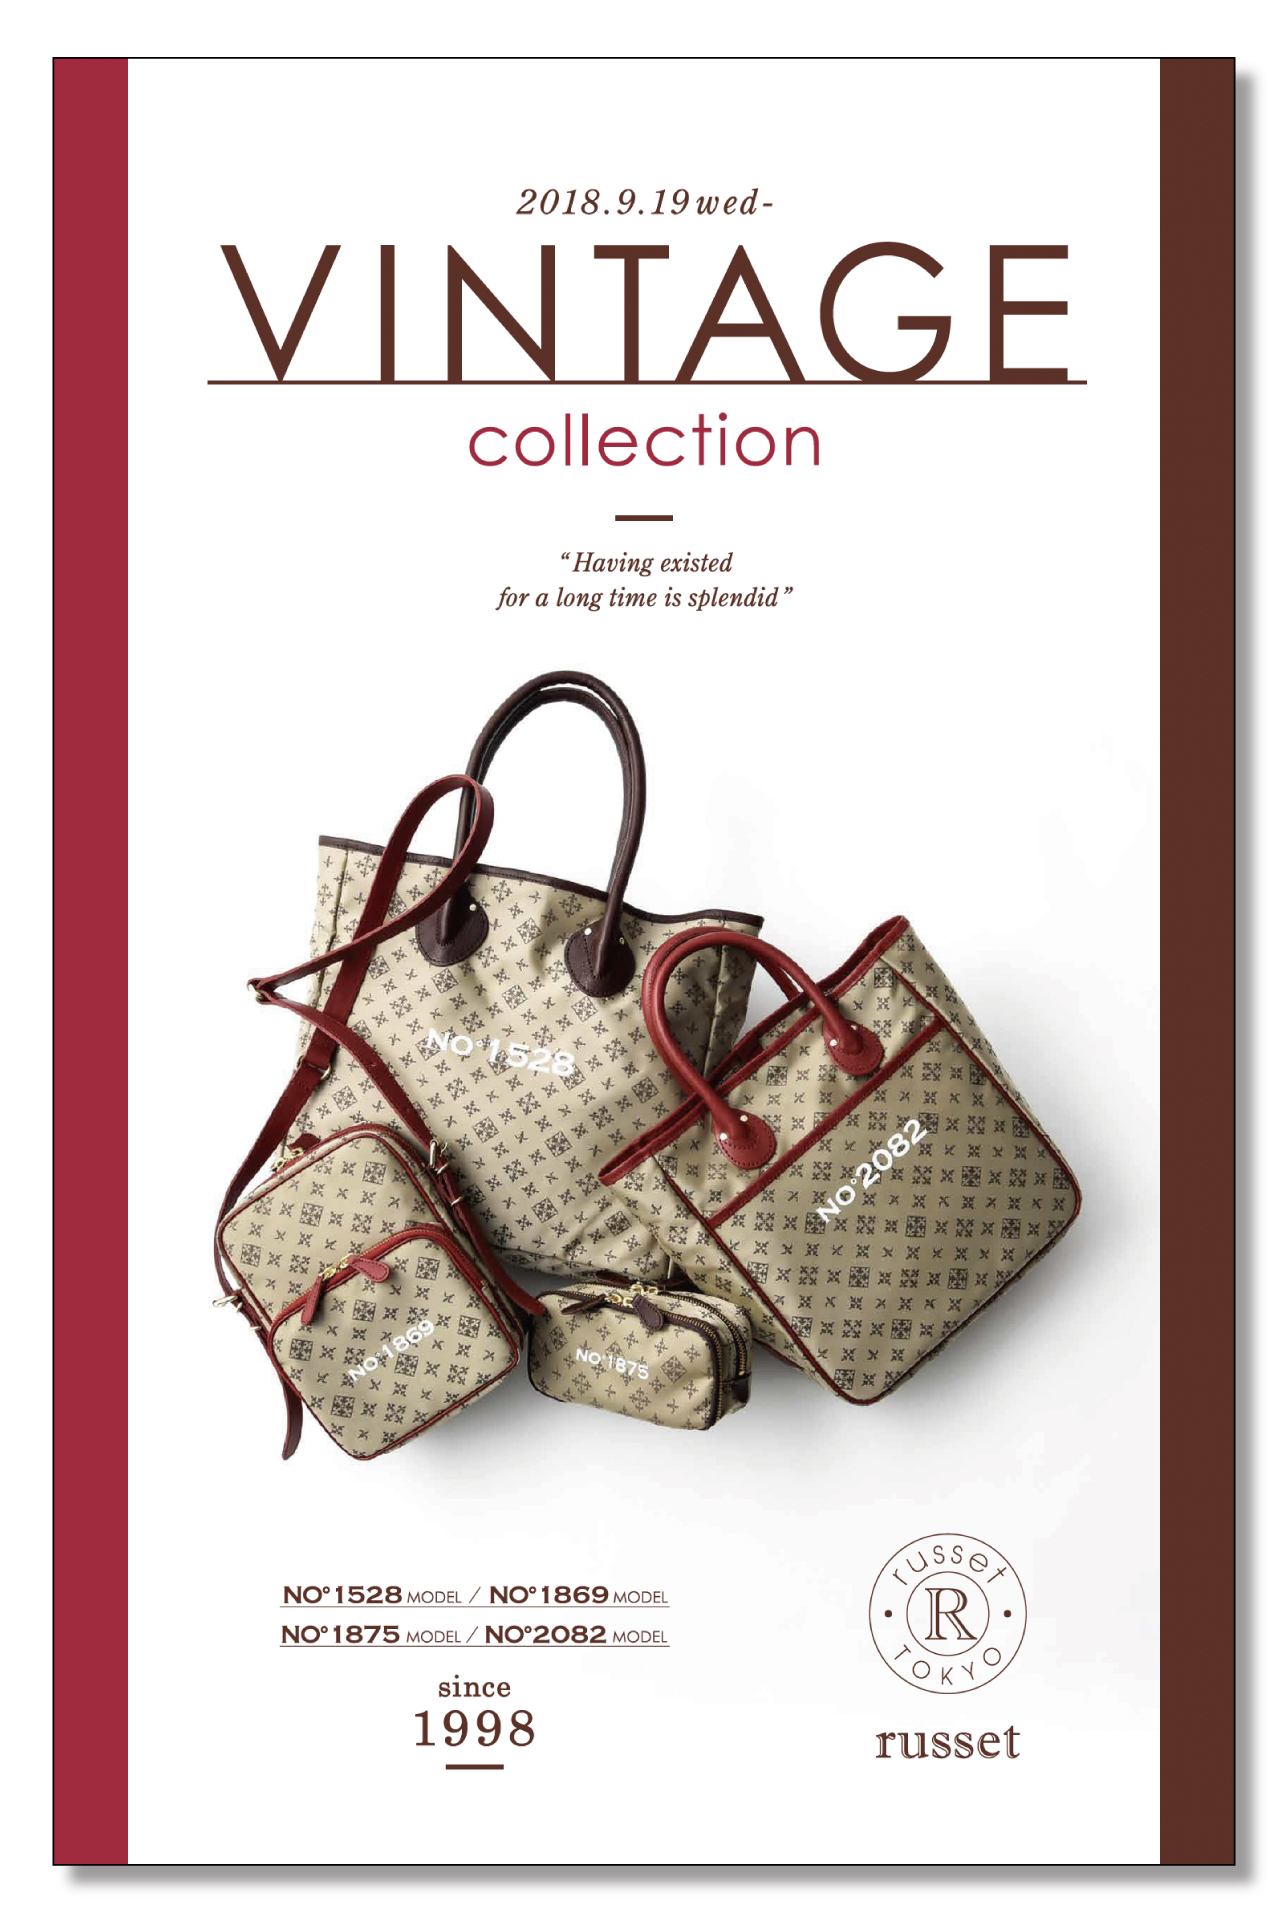 2018.9.19 wed-
VINTAGE
collection
“Having existed
for a long time is splendid”
NO°1528
NO°2082
NO°1869
NO°1875
NO°1528 MODEL / NO°1869 MODEL
NO°1875 MODEL / NO°2082 MODEL
since
1998
russet
R
TOKYO
russet